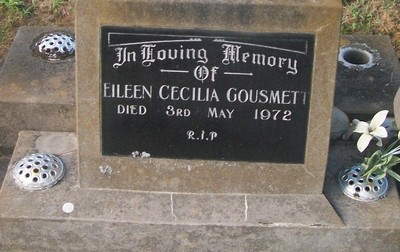 In Loving Memory
Of
EILEEN CECILIA GOUSMETT
DIED 3RD MAY 1972
R.I.P